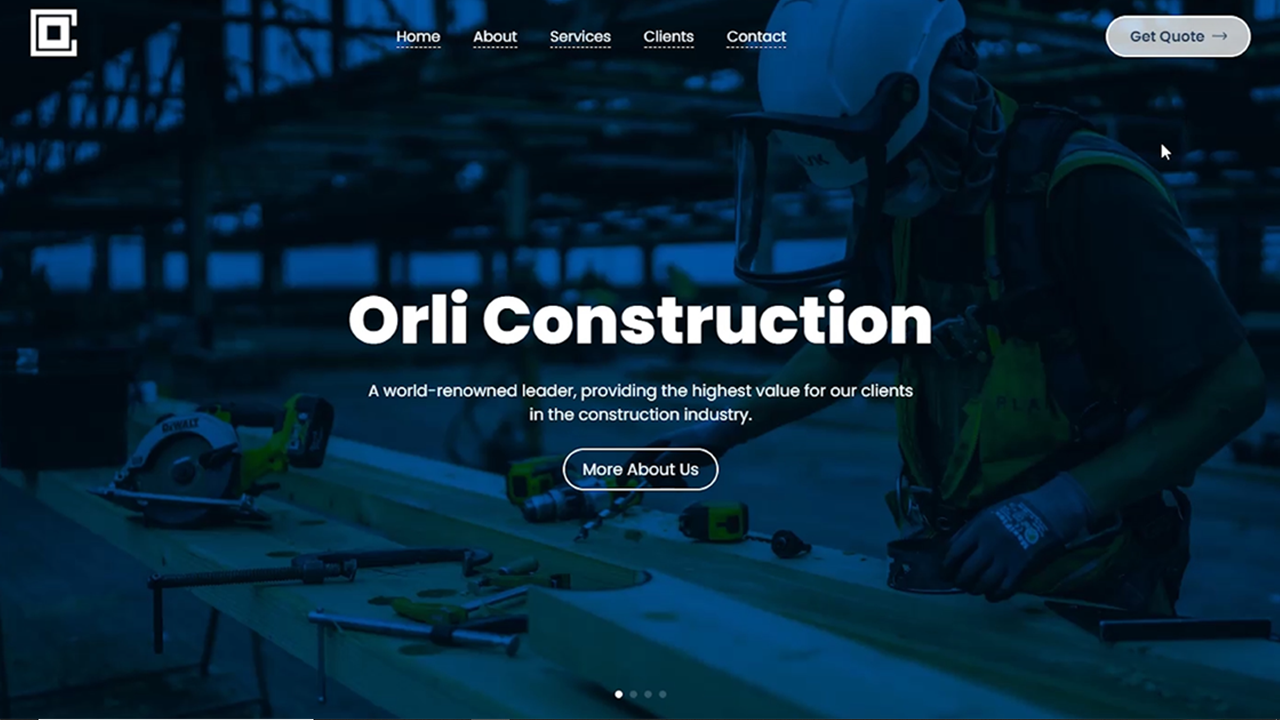 Home About Services Clients Contact Get Quote →
Orli Construction
A world-renowned leader, providing the highest value for our clients
in the construction industry.
DEWALT
More About Us